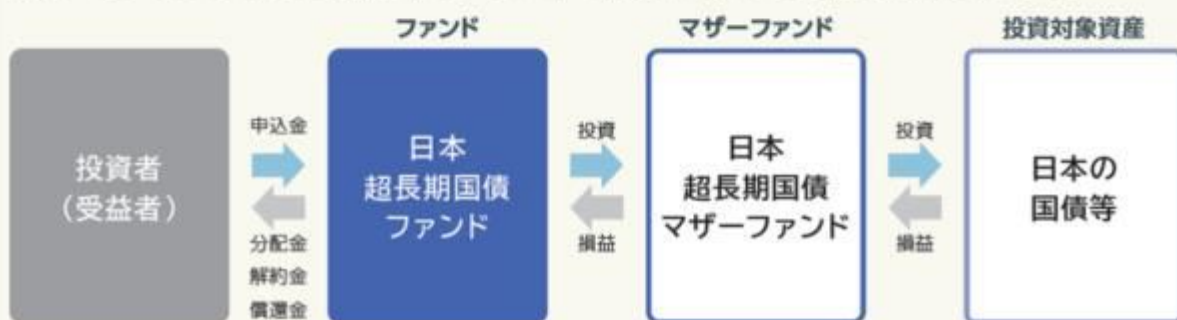 ファンド
マザーファンド
投資対象資産
投資者
（受益者）
申込金
分配金
解約金
償還金
日本
超長期国債
ファンド
投資
損益
日本
超長期国債
マザーファンド
投資
損益
日本の
国債等